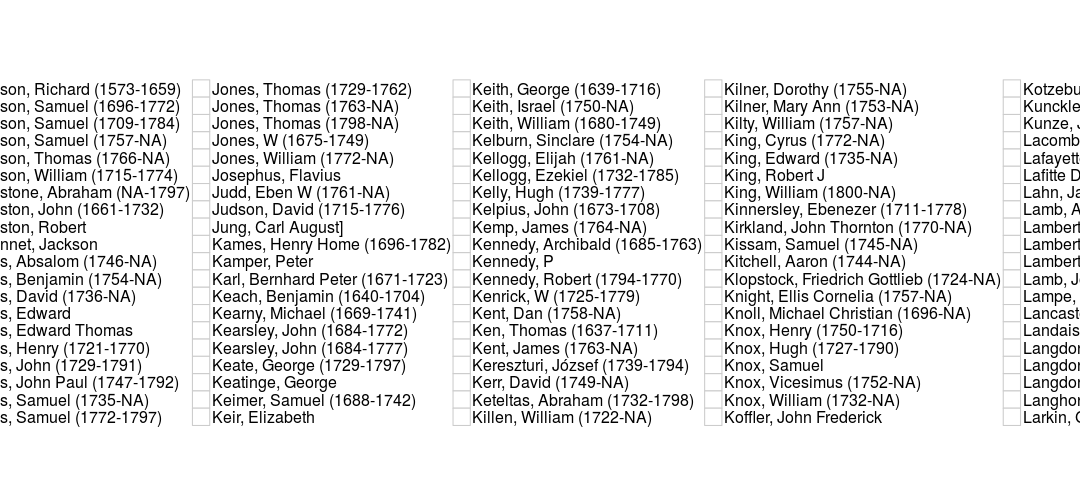 son, Richard (1573-1659)
son, Samuel (1696-1772)
son, Samuel (1709-1784)
son, Samuel (1757-NA)
son, Thomas (1766-NA)
son, William (1715-1774)
stone, Abraham (NA-1797)
ston, John (1661-1732)
ston, Robert
nnet, Jackson
s, Absalom (1746-NA)
s, Benjamin (1754-NA)
s, David (1736-NA)
s, Edward
s, Edward Thomas
s, Henry (1721-1770)
s, John (1729-1791)
s, John Paul (1747-1792)
s, Samuel (1735-NA)
s, Samuel (1772-1797)
Jones, Thomas (1729-1762)
Jones, Thomas (1763-NA)
Jones, Thomas (1798-NA)
Jones, W (1675-1749)
Jones, William (1772-NA)
Josephus, Flavius
Judd, Eben W (1761-NA)
Judson, David (1715-1776)
Jung, Carl August]
Kames, Henry Home (1696-1782)
Kamper, Peter
Karl, Bernhard Peter (1671-1723)
Keach, Benjamin (1640-1704)
Kearny, Michael (1669-1741)
Kearsley, John (1684-1772)
Kearsley, John (1684-1777)
Keate, George (1729-1797)
Keatinge, George
Keimer, Samuel (1688-1742)
Keir, Elizabeth
Keith, George (1639-1716)
Keith, Israel (1750-NA)
Keith, William (1680-1749)
Kelburn, Sinclare (1754-NA)
Kellogg, Elijah (1761-NA)
Kellogg, Ezekiel (1732-1785)
Kelly, Hugh (1739-1777)
Kelpius, John (1673-1708)
Kemp, James (1764-NA)
Kennedy, Archibald (1685-1763)
Kennedy, P
Kennedy, Robert (1794-1770)
Kenrick, W (1725-1779)
Kent, Dan (1758-NA)
Ken, Thomas (1637-1711)
Kent, James (1763-NA)
Kereszturi, József (1739-1794)
Kerr, David (1749-NA)
Keteltas, Abraham (1732-1798)
Killen, William (1722-NA)
Kilner, Dorothy (1755-NA)
Kilner, Mary Ann (1753-NA)
Kilty, William (1757-NA)
King, Cyrus (1772-NA)
King, Edward (1735-NA)
King, Robert J
King, William (1800-NA)
Kinnersley, Ebenezer (1711-1778)
Kirkland, John Thornton (1770-NA)
Kissam, Samuel (1745-NA)
Kitchell, Aaron (1744-NA)
Klopstock, Friedrich Gottlieb (1724-NA)
Knight, Ellis Cornelia (1757-NA)
Knoll, Michael Christian (1696-NA)
Knox, Henry (1750-1716)
Knox, Hugh (1727-1790)
Knox, Samuel
Knox, Vicesimus (1752-NA)
Knox, William (1732-NA)
Koffler, John Frederick
Kotzebu
Kunckle
Kunze,
Lacomb
Lafayett
Lafitte D
Lahn, Ja
Lamb, A
Lambert
Lambert
Lambert
Lamb, J
Lampe,
Lancast
Landais
Langdon
Langdon
Langdon
Langhor
Larkin,